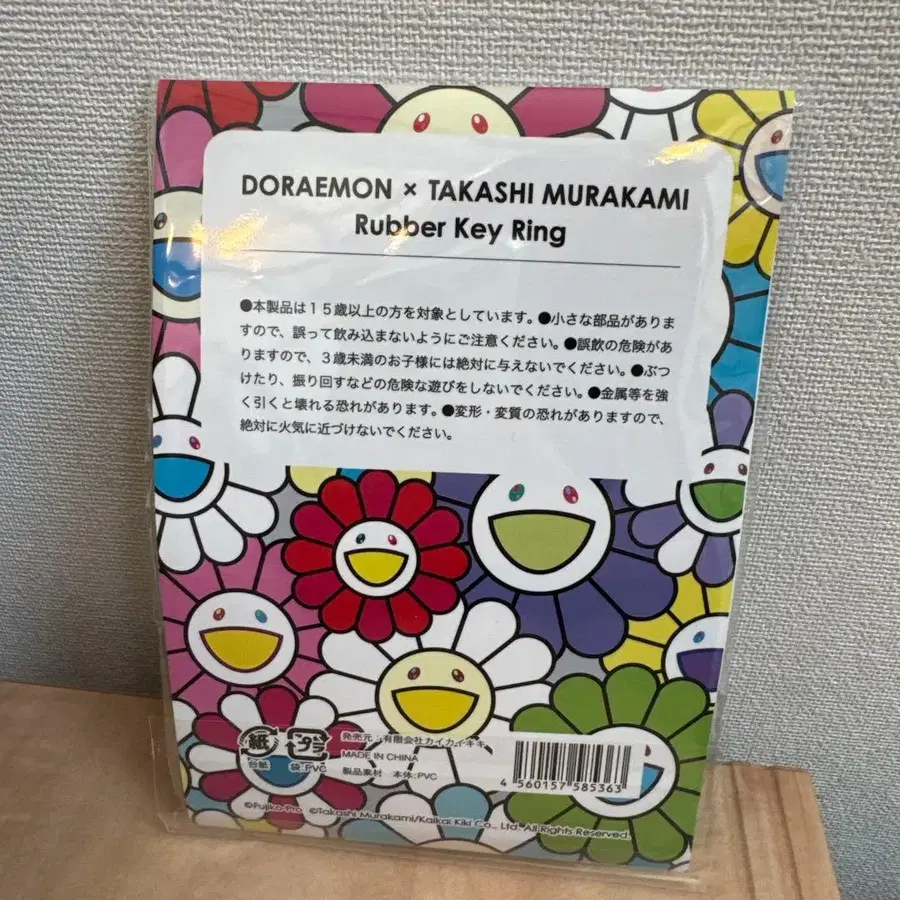 DORAEMON × TAKASHI MURAKAMI
Rubber Key Ring
●本製品は15歳以上の方を対象としています。●小さな部品がありま
すので、誤って飲み込まないようにご注意ください。●誤飲の危険があ
りますので、3歳未満のお子様には絶対に与えないでください。●ぶつ
けたり、振り回すなどの危険な遊びをしないでください。●金属等を強
く引くと壊れる恐れがあります。●変形・変質の恐れがありますので、
絶対に火気に近づけないでください。
紙
プラ
発売元:有限会社カイカイキキ
MADE IN CHINA
台紙 袋:PVC 製品素材 本体:PVC
4 560157 585363
©Fujiko-Pro ©Takashi Murakami/Kaikai Kiki Co., Ltd. All Rights Reserved.